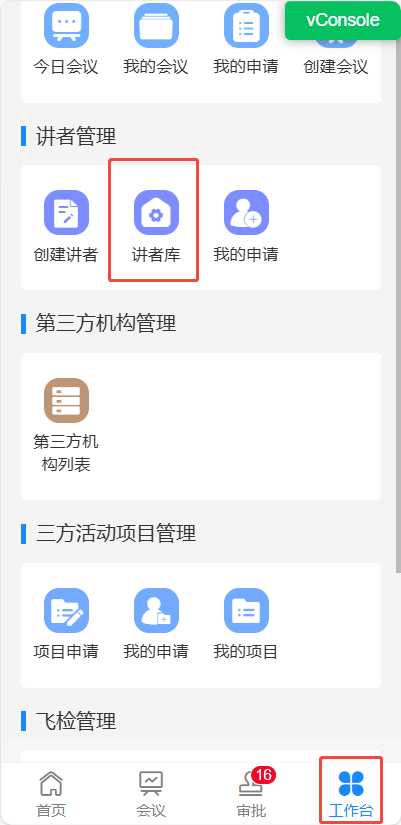 vConsole
今日会议 我的会议 我的申请 创建会议
讲者管理
创建讲者 讲者库 我的申请
第三方机构管理
第三方机
构列表
三方活动项目管理
项目申请 我的申请 我的项目
飞检管理
16
首页 会议 审批 工作台